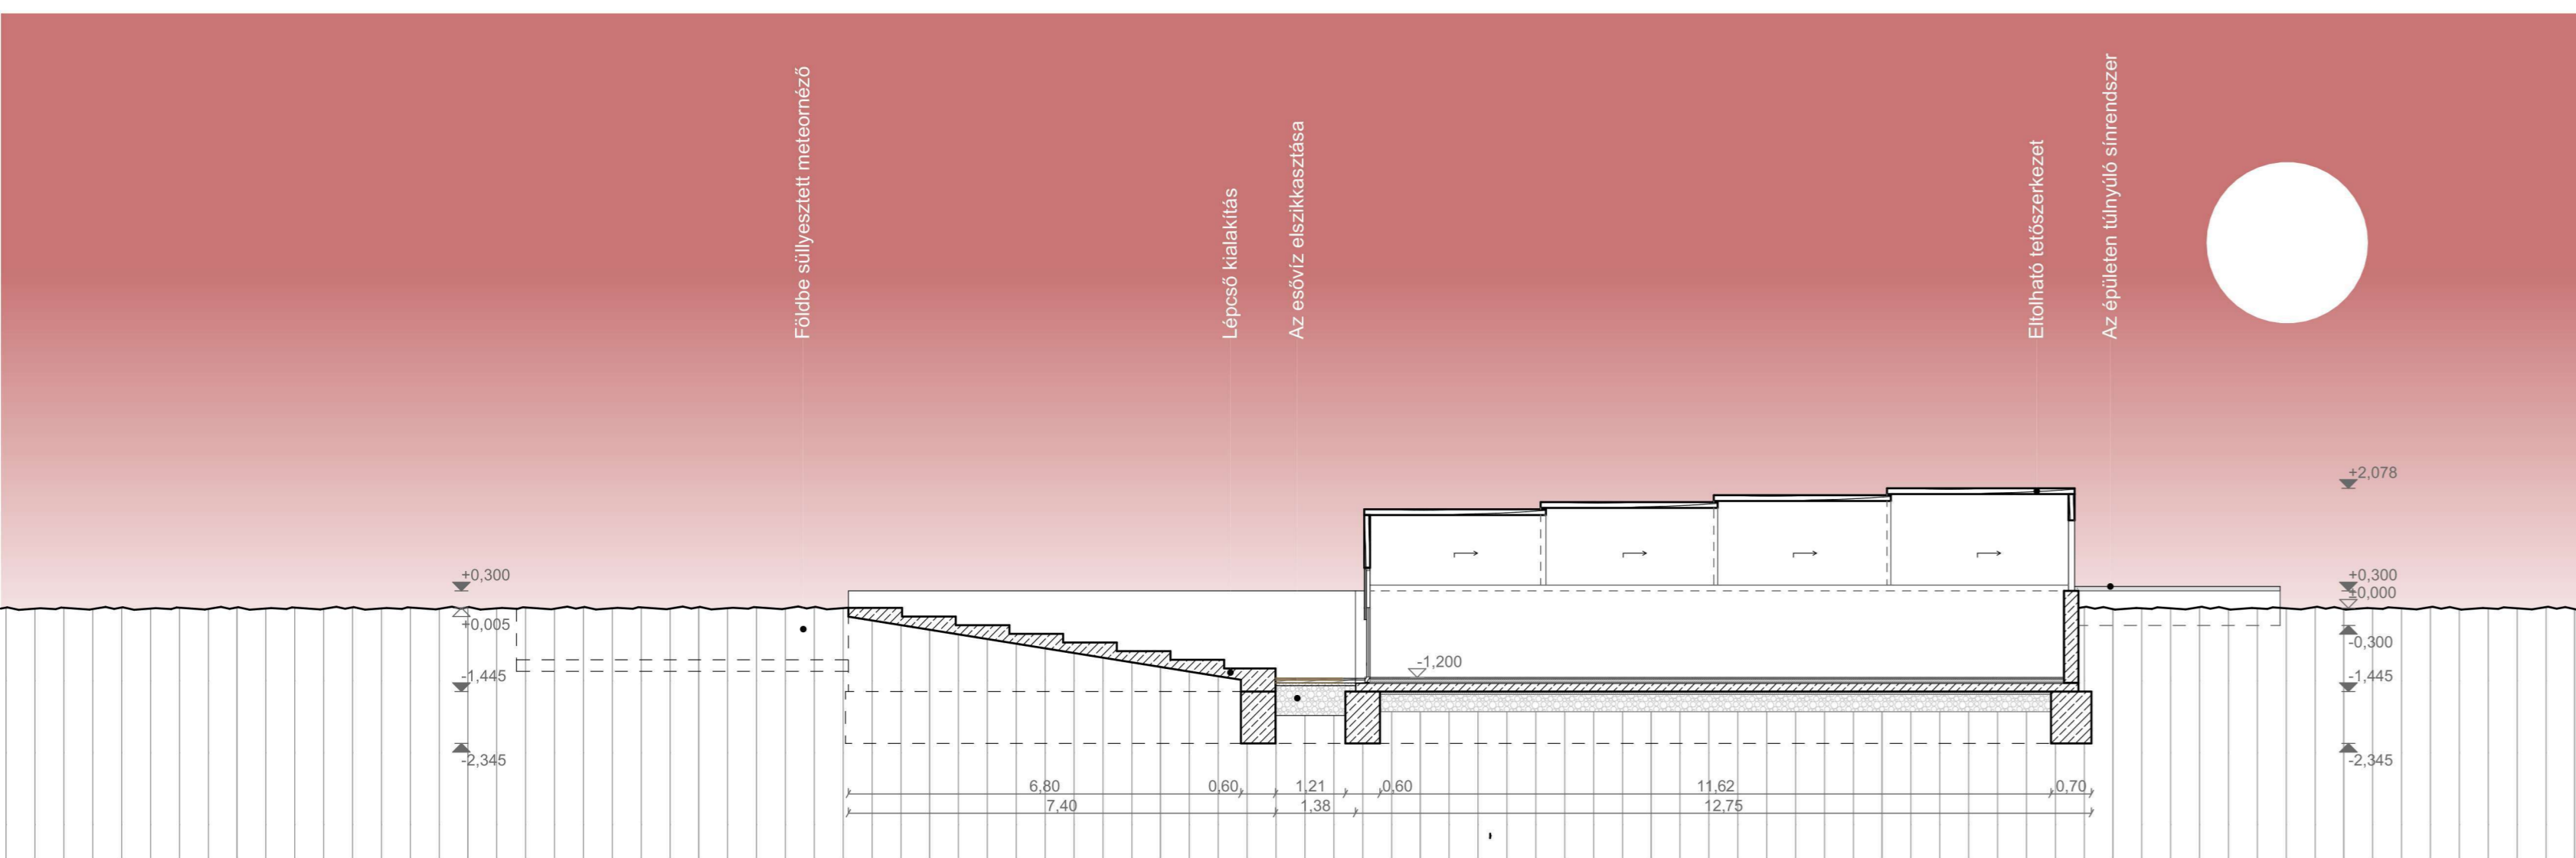 Földbe süllyesztett meteornéző
Lépcső kialakítás
Az esővíz elszikkasztása
Eltolható tetőszerkezet
Az épületen túlnyúló sínrendszer
+2,078
+0,300
+0,005
-1,445
-2,345
-1,200
+0,300
±0,000
-0,300
-1,445
-2,345
6,80 0,60 1,21 0,60 11,62 0,70
7,40 1,38 12,75